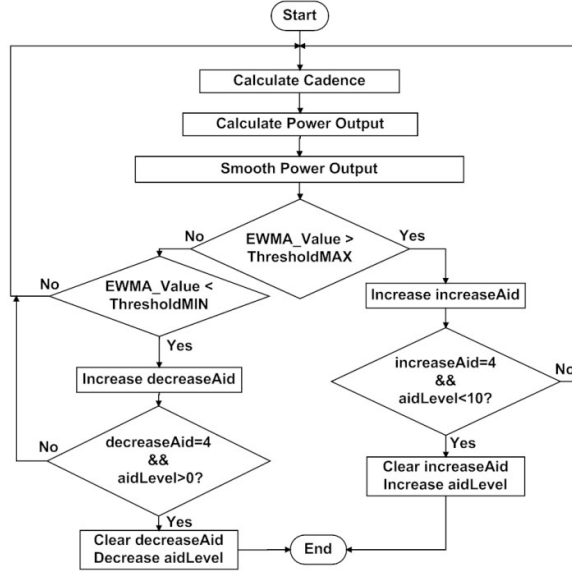 Start
Calculate Cadence
Calculate Power Output
Smooth Power Output
No
EWMA_Value >
ThresholdMAX
Yes
No
EWMA_Value <
ThresholdMIN
Yes
Increase increaseAid
Increase decreaseAid
increaseAid=4
&&
aidLevel<10?
No
Yes
No
decreaseAid=4
&&
aidLevel>0?
Yes
Clear increaseAid
Increase aidLevel
Clear decreaseAid
Decrease aidLevel
End